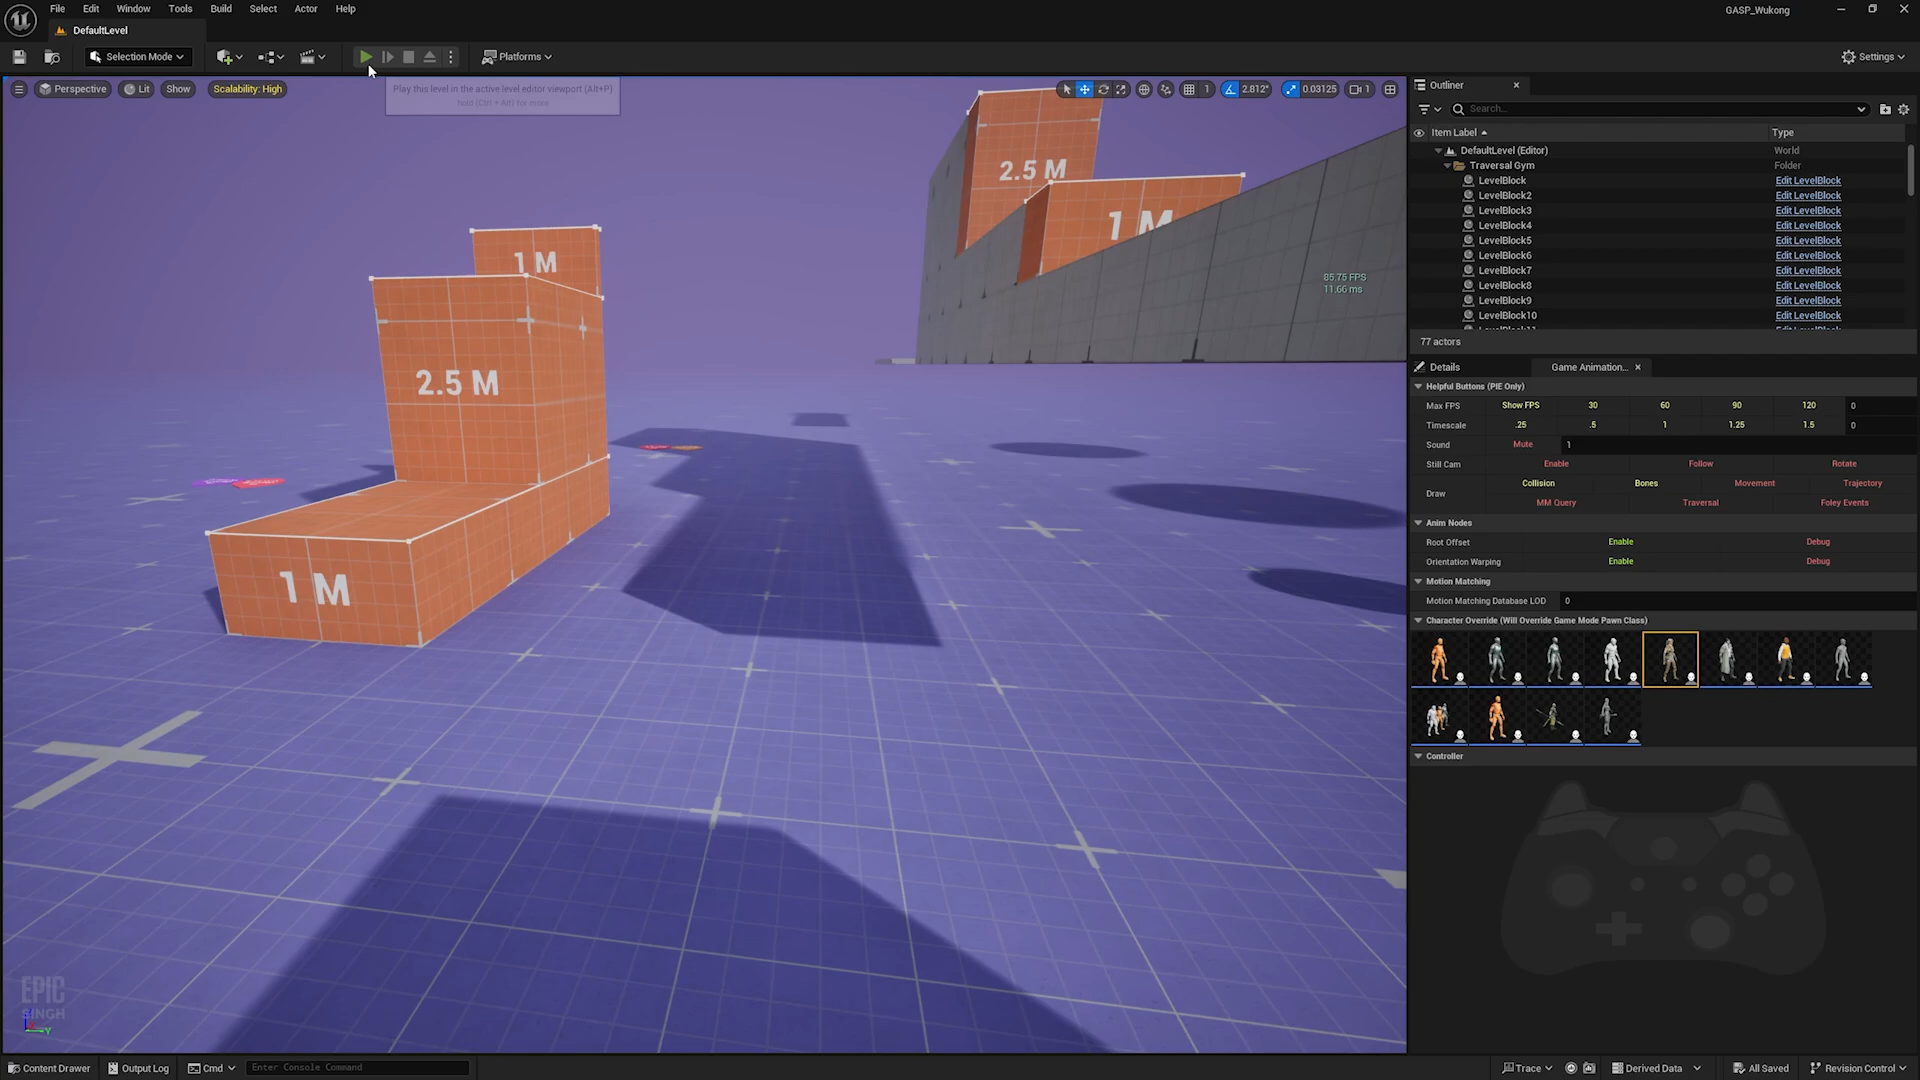 File Edit Window Tools Build Select Actor Help
GASP_Wukong
DefaultLevel
Selection Mode
Platforms
Settings
Perspective
Lit
Show
Scalability: High
Play this level in the active level editor viewport (Alt+P)
hold (Ctrl + Alt) for more
1
2.812°
0.03125
1
2.5 M
1 M
1 M
2.5 M
1 M
85.75 FPS
11.66 ms
EPIC
SINGH
Y
Outliner
Search...
Item Label Type
DefaultLevel (Editor) World
Traversal Gym Folder
LevelBlock Edit LevelBlock
LevelBlock2 Edit LevelBlock
LevelBlock3 Edit LevelBlock
LevelBlock4 Edit LevelBlock
LevelBlock5 Edit LevelBlock
LevelBlock6 Edit LevelBlock
LevelBlock7 Edit LevelBlock
LevelBlock8 Edit LevelBlock
LevelBlock9 Edit LevelBlock
LevelBlock10 Edit LevelBlock
77 actors
Details
Game Animation...
Helpful Buttons (PIE Only)
Max FPS Show FPS 30 60 90 120 0
Timescale .25 .5 1 1.25 1.5 0
Sound Mute 1
Still Cam Enable Follow Rotate
Draw Collision Bones Movement Trajectory
MM Query Traversal Foley Events
Anim Nodes
Root Offset Enable Debug
Orientation Warping Enable Debug
Motion Matching
Motion Matching Database LOD 0
Character Override (Will Override Game Mode Pawn Class)
Controller
Content Drawer
Output Log
Cmd
Enter Console Command
Trace
Derived Data
All Saved
Revision Control